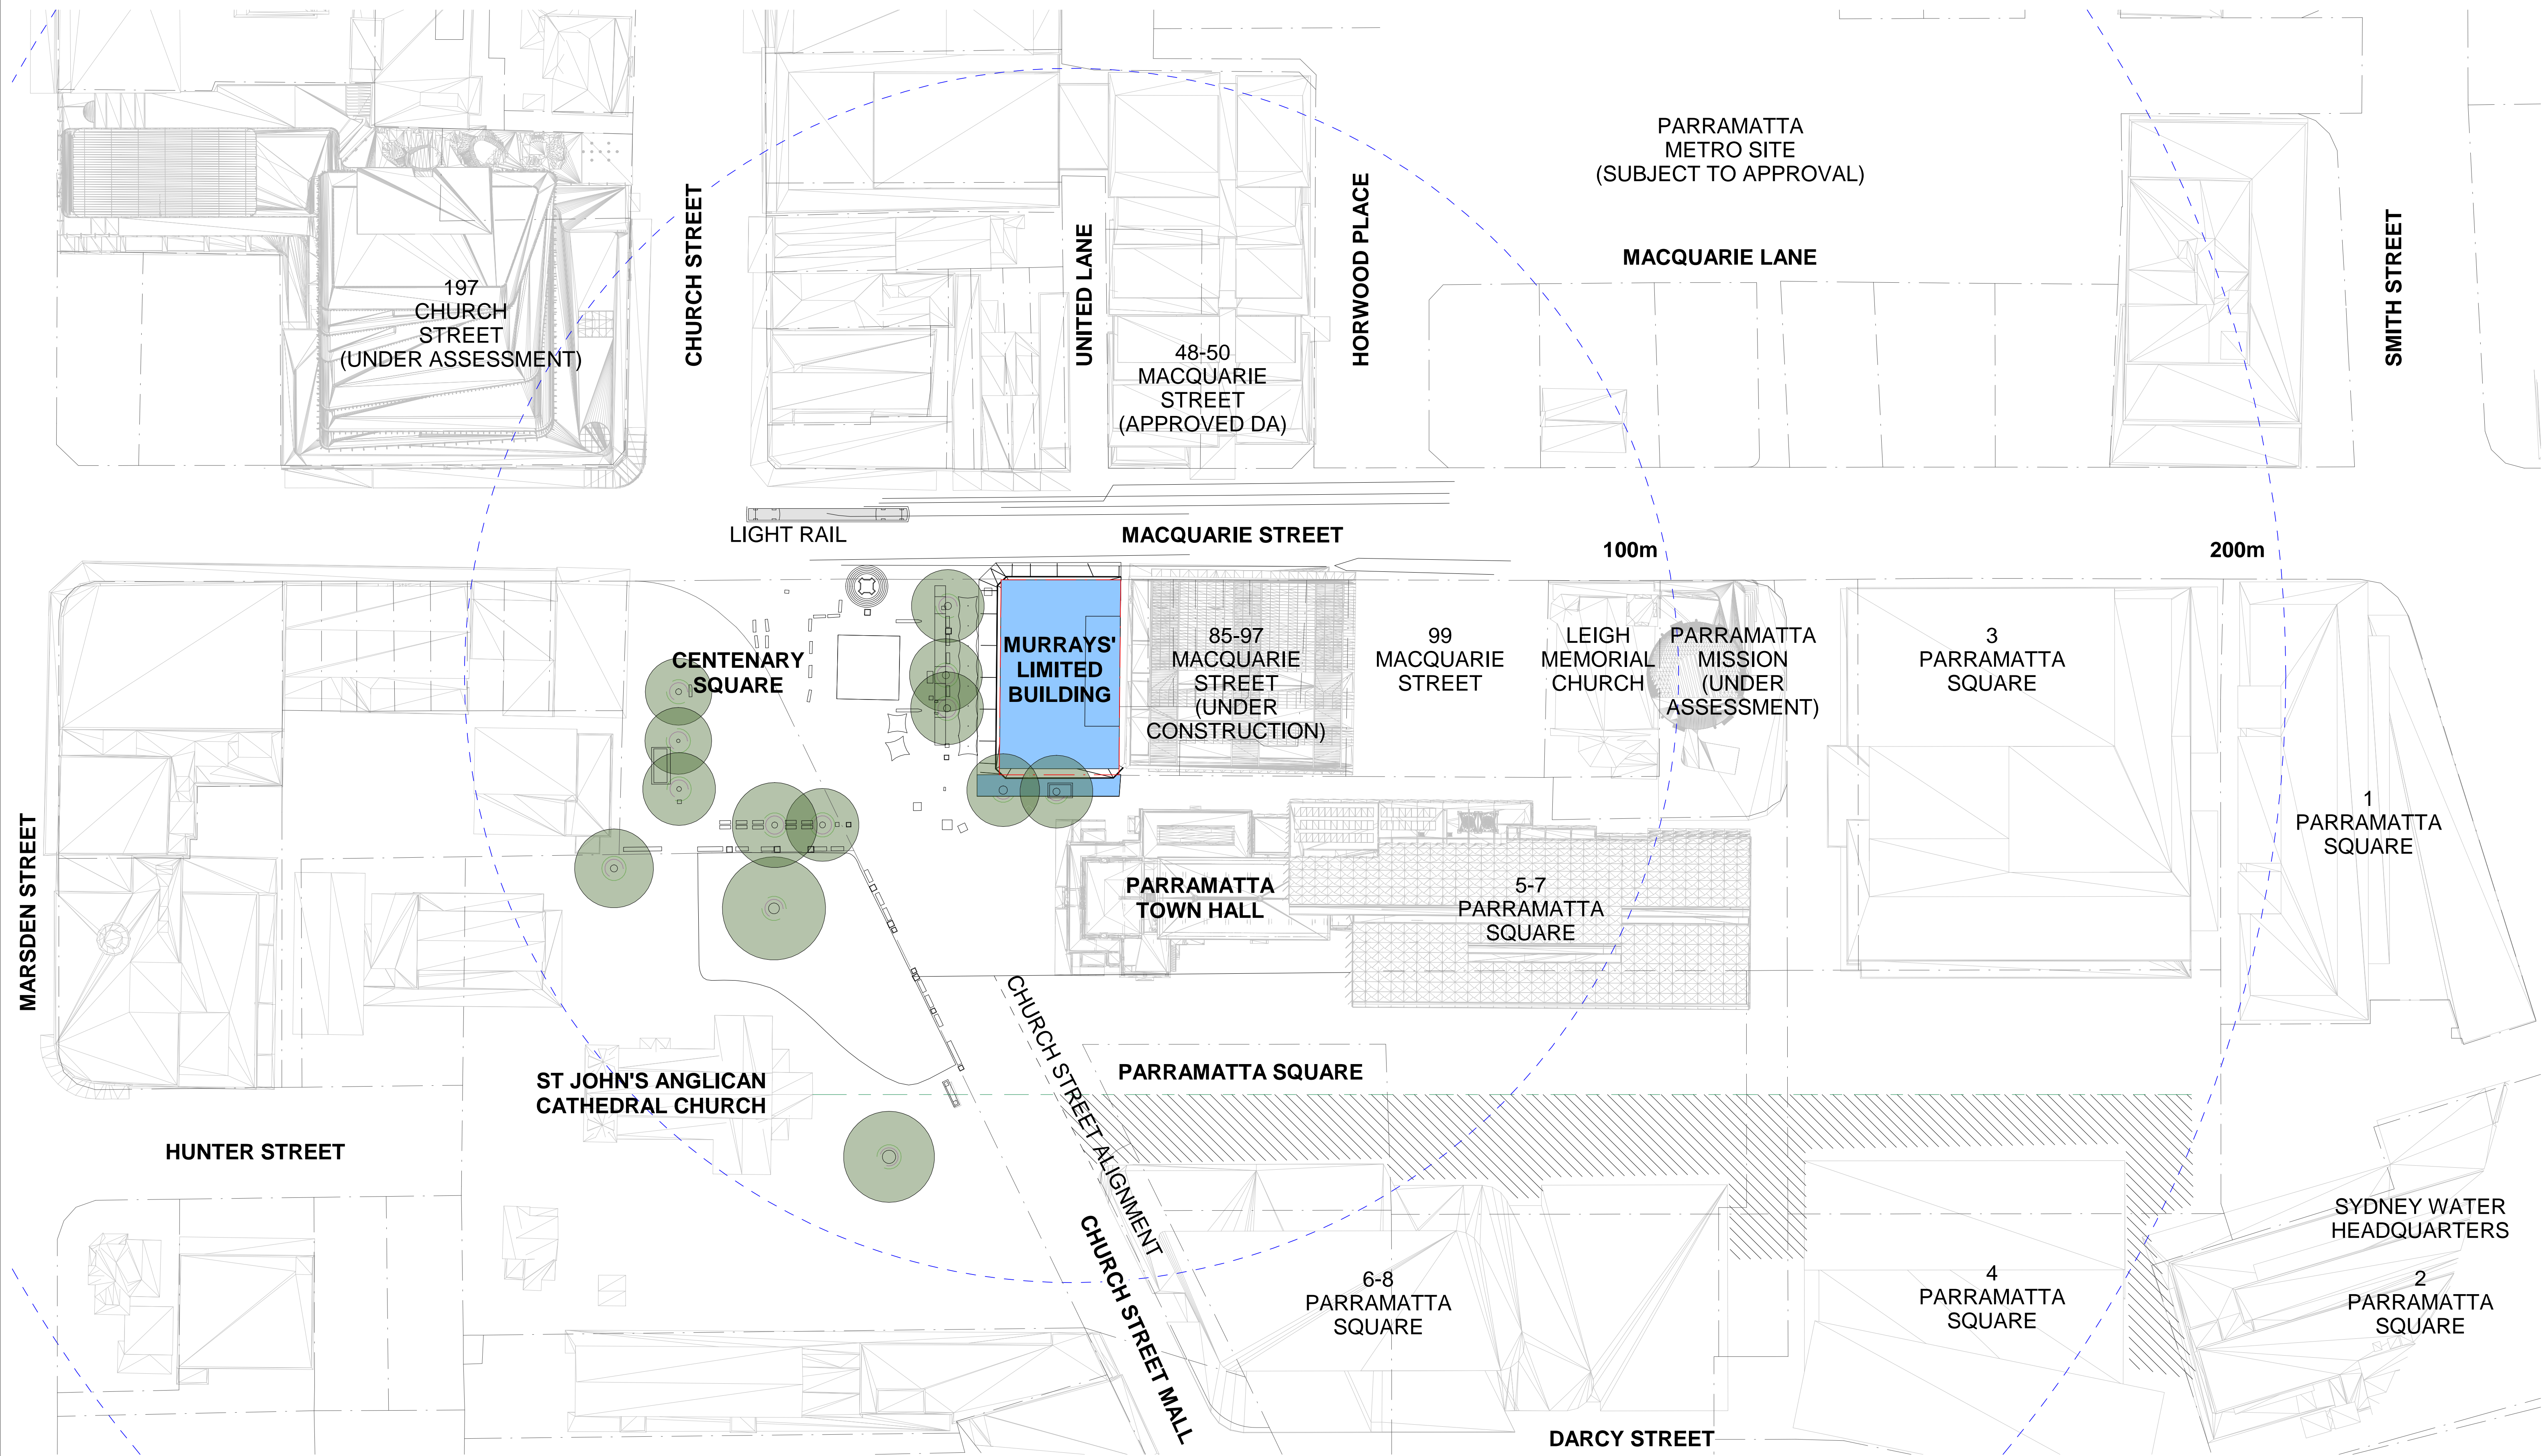 PARRAMATTA
METRO SITE
(SUBJECT TO APPROVAL)
CHURCH STREET
UNITED LANE
HORWOOD PLACE
MACQUARIE LANE
SMITH STREET
197
CHURCH
STREET
(UNDER ASSESSMENT)
48-50
MACQUARIE
STREET
(APPROVED DA)
LIGHT RAIL
MACQUARIE STREET
100m
200m
CENTENARY
SQUARE
MURRAYS'
LIMITED
BUILDING
85-97
MACQUARIE
STREET
(UNDER
CONSTRUCTION)
99
MACQUARIE
STREET
LEIGH
MEMORIAL
CHURCH
PARRAMATTA
MISSION
(UNDER
ASSESSMENT)
3
PARRAMATTA
SQUARE
1
PARRAMATTA
SQUARE
MARSDEN STREET
PARRAMATTA
TOWN HALL
5-7
PARRAMATTA
SQUARE
CHURCH STREET ALIGNMENT
PARRAMATTA SQUARE
ST JOHN'S ANGLICAN
CATHEDRAL CHURCH
HUNTER STREET
CHURCH STREET MALL
6-8
PARRAMATTA
SQUARE
4
PARRAMATTA
SQUARE
SYDNEY WATER
HEADQUARTERS
2
PARRAMATTA
SQUARE
DARCY STREET